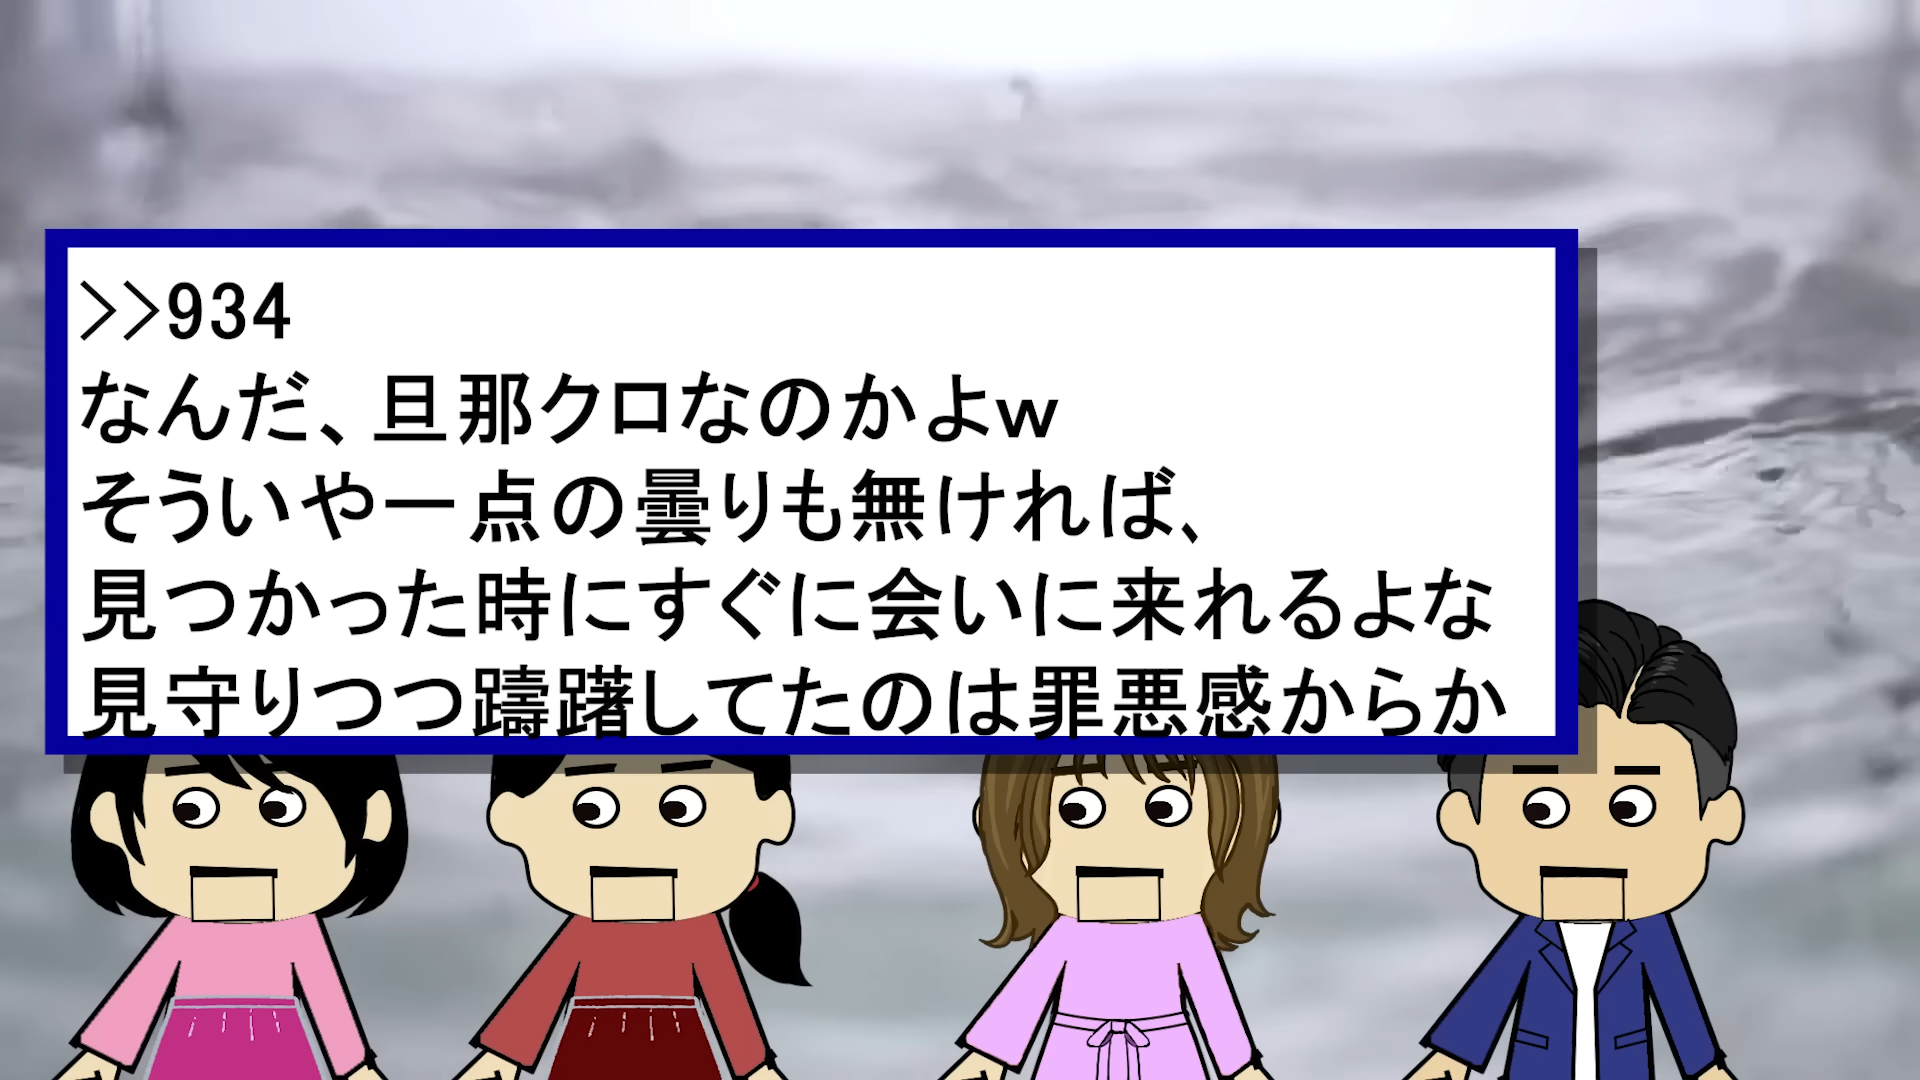 >>934
なんだ、旦那クロなのかよw
そういや一点の曇りも無ければ、
見つかった時にすぐに会いに来れるよな
見守りつつ躊躇してたのは罪悪感からか